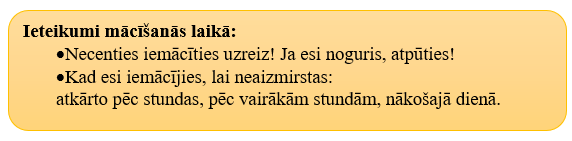 Ieteikumi mācīšanās laikā:
•Necenties iemācīties uzreiz! Ja esi noguris, atpūties!
•Kad esi iemācījies, lai neaizmirstas:
atkārto pēc stundas, pēc vairākām stundām, nākošajā dienā.